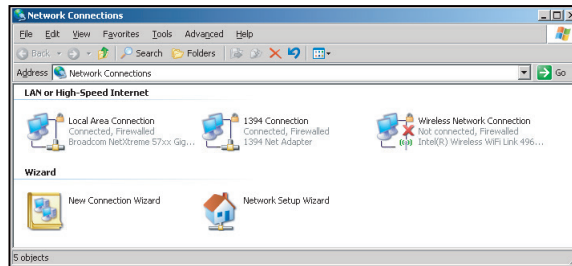 Network Connections
File Edit View Favorites Tools Advanced Help
Back Search Folders
Address Network Connections Go
LAN or High-Speed Internet
Local Area Connection
Connected, Firewalled
Broadcom NetXtreme 57xx Gig...
1394 Connection
Connected, Firewalled
1394 Net Adapter
Wireless Network Connection
Not connected, Firewalled
Intel(R) Wireless WiFi Link 496...
Wizard
New Connection Wizard
Network Setup Wizard
5 objects